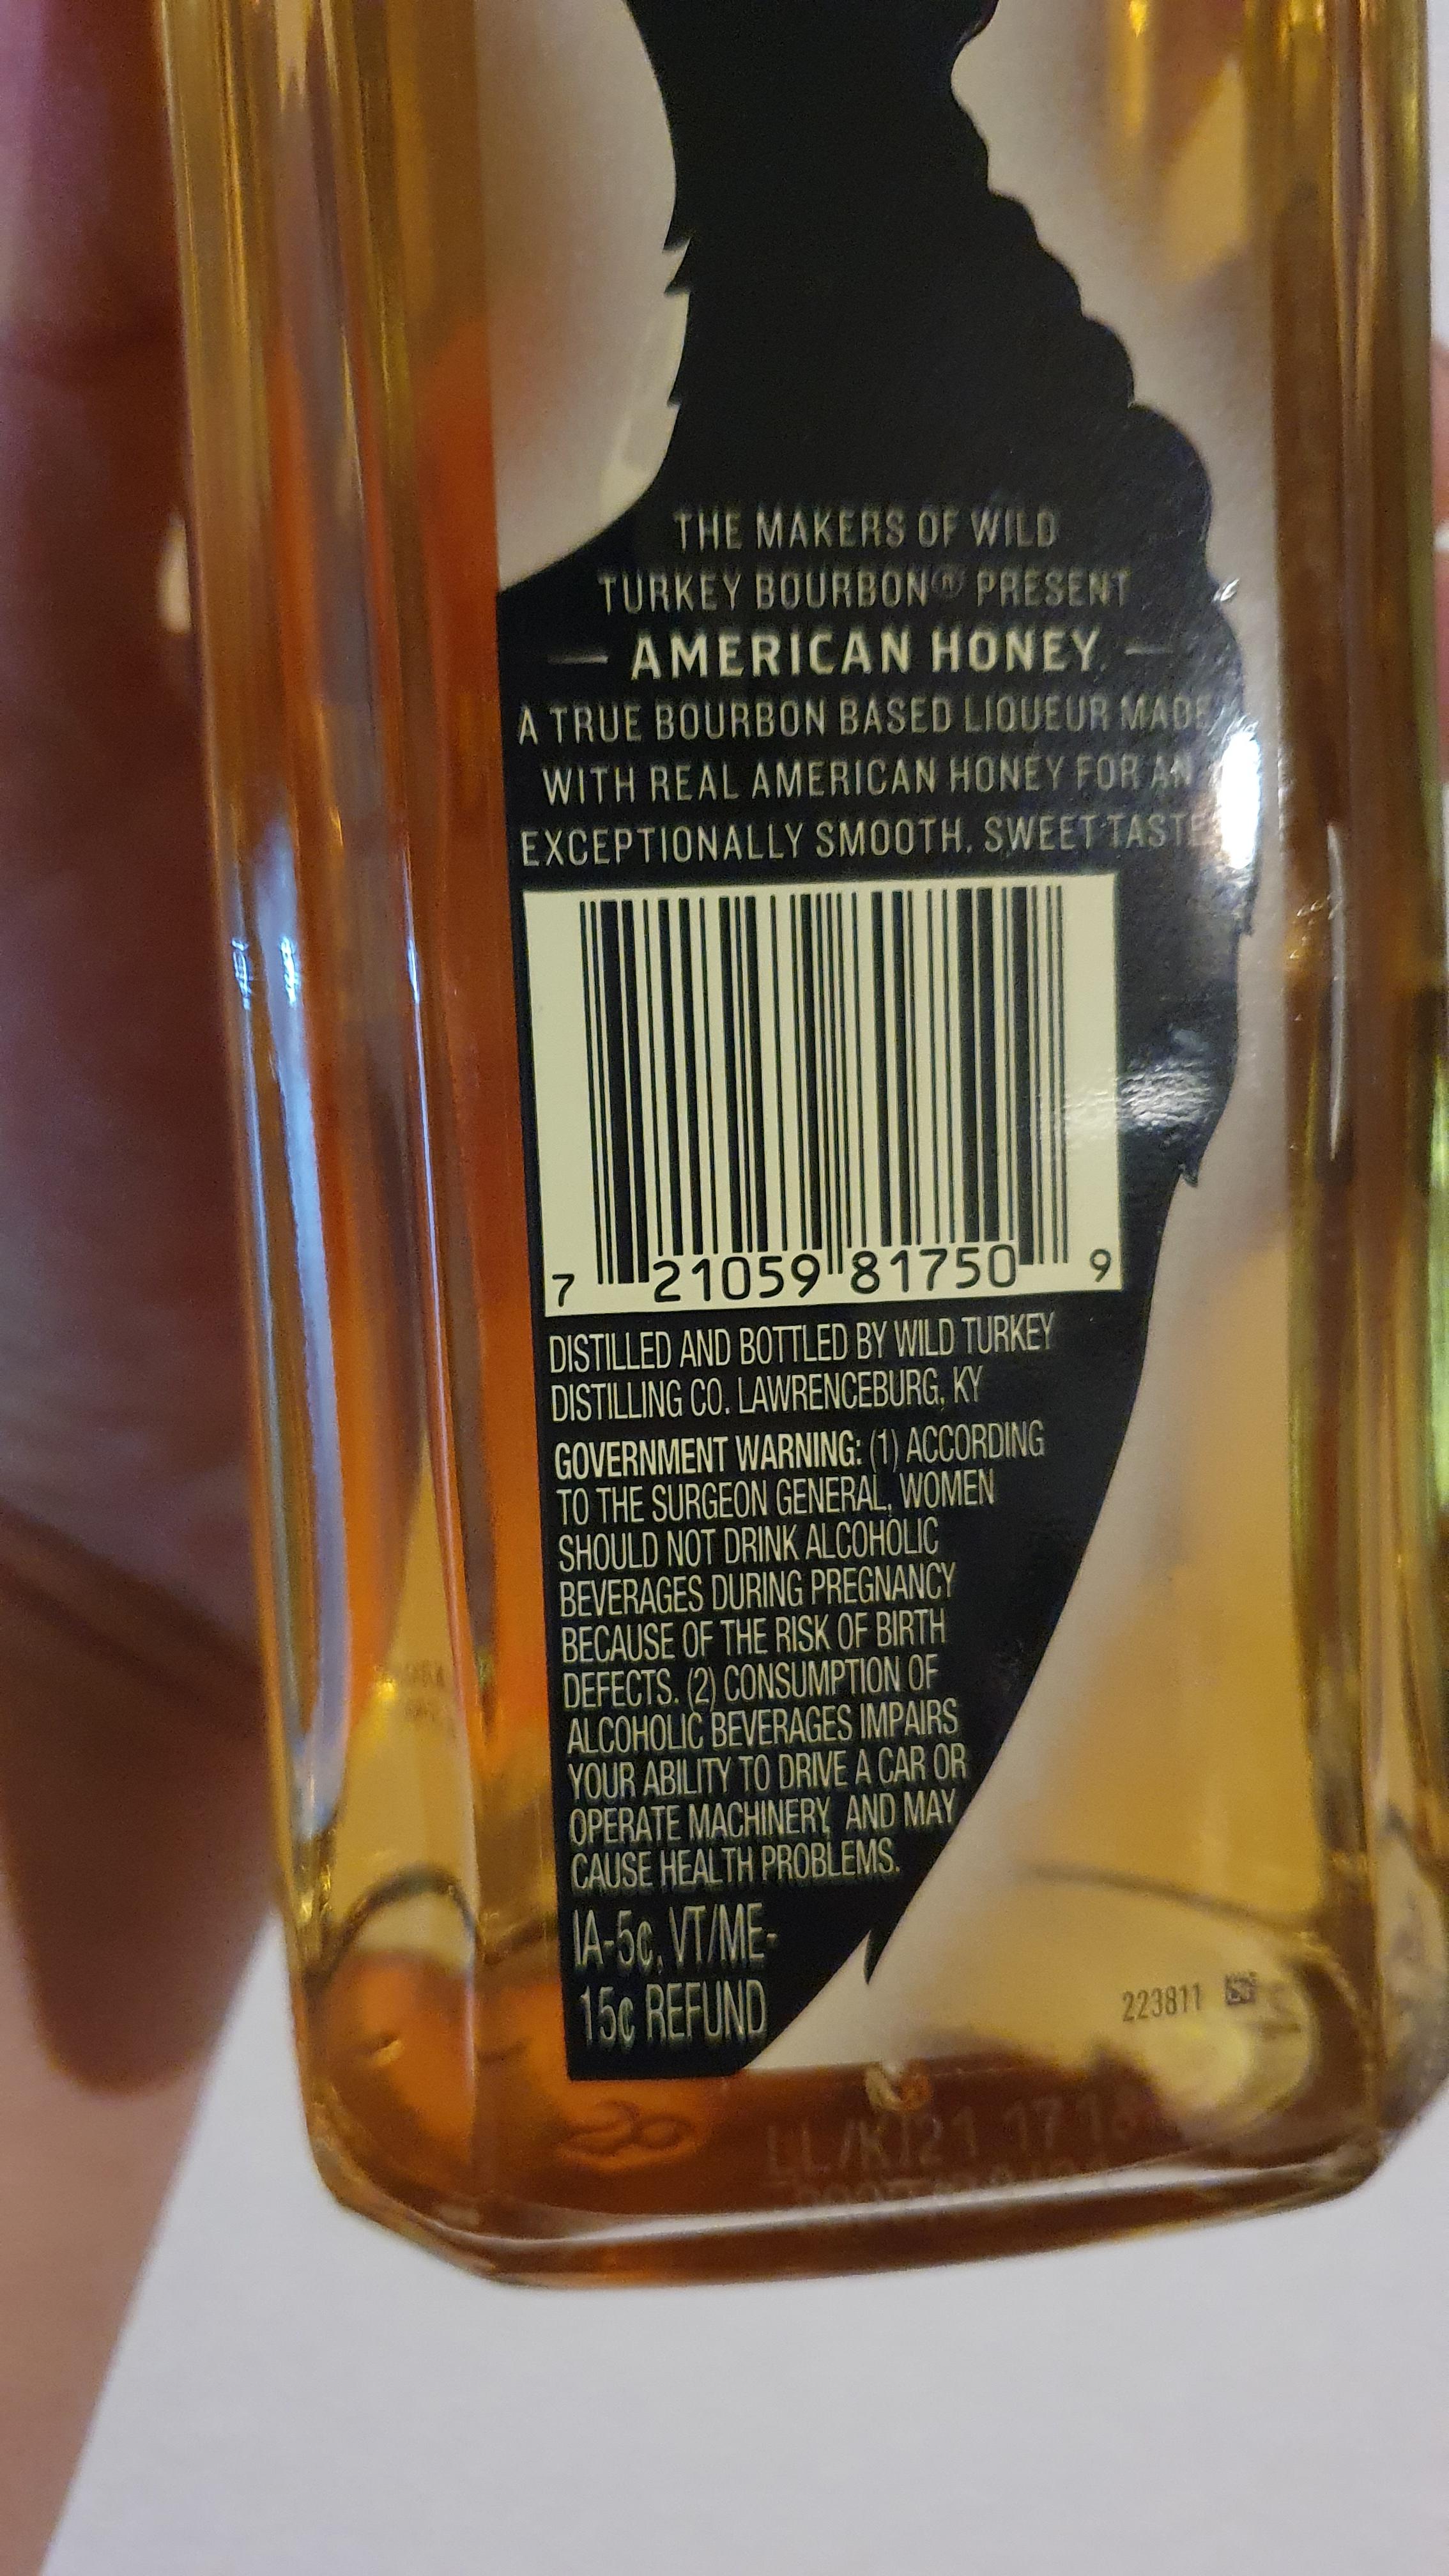 THE MAKERS OF WILD
TURKEY BOURBON® PRESENT
— AMERICAN HONEY —
A TRUE BOURBON BASED LIQUEUR MADE
WITH REAL AMERICAN HONEY FOR AN
EXCEPTIONALLY SMOOTH, SWEET TASTE
7 21059 81750 9
DISTILLED AND BOTTLED BY WILD TURKEY
DISTILLING CO. LAWRENCEBURG, KY
GOVERNMENT WARNING: (1) ACCORDING
TO THE SURGEON GENERAL, WOMEN
SHOULD NOT DRINK ALCOHOLIC
BEVERAGES DURING PREGNANCY
BECAUSE OF THE RISK OF BIRTH
DEFECTS. (2) CONSUMPTION OF
ALCOHOLIC BEVERAGES IMPAIRS
YOUR ABILITY TO DRIVE A CAR OR
OPERATE MACHINERY, AND MAY
CAUSE HEALTH PROBLEMS.
IA-5¢, VT/ME-
15¢ REFUND
223811